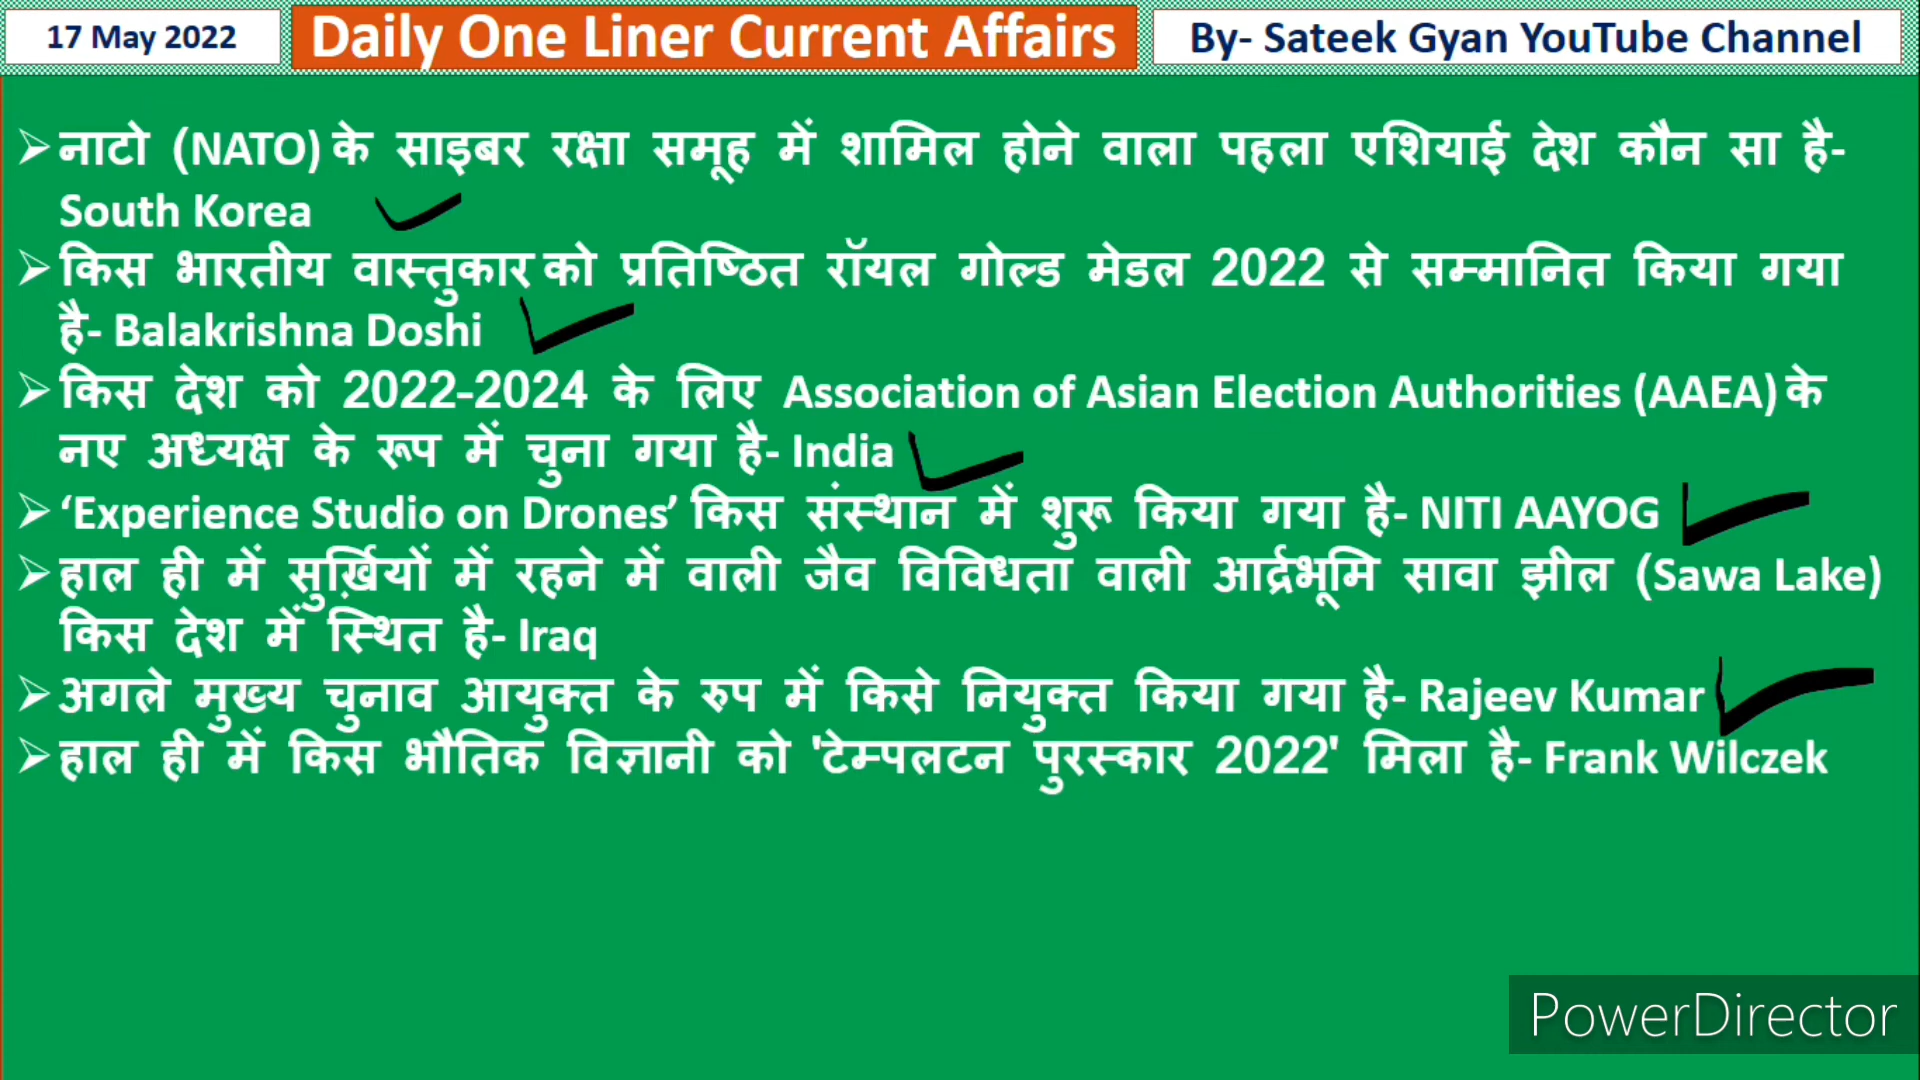 17 May 2022
Daily One Liner Current Affairs
By- Sateek Gyan YouTube Channel
➢नाटो (NATO) के साइबर रक्षा समूह में शामिल होने वाला पहला एशियाई देश कौन सा है-
South Korea
➢किस भारतीय वास्तुकार को प्रतिष्ठित रॉयल गोल्ड मेडल 2022 से सम्मानित किया गया
है- Balakrishna Doshi
➢किस देश को 2022-2024 के लिए Association of Asian Election Authorities (AAEA) के
नए अध्यक्ष के रूप में चुना गया है- India
➢‘Experience Studio on Drones’ किस संस्थान में शुरू किया गया है- NITI AAYOG
➢हाल ही में सुर्ख़ियों में रहने में वाली जैव विविधता वाली आर्द्रभूमि सावा झील (Sawa Lake)
किस देश में स्थित है- Iraq
➢अगले मुख्य चुनाव आयुक्त के रुप में किसे नियुक्त किया गया है- Rajeev Kumar
➢हाल ही में किस भौतिक विज्ञानी को 'टेम्पलटन पुरस्कार 2022' मिला है- Frank Wilczek
PowerDirector